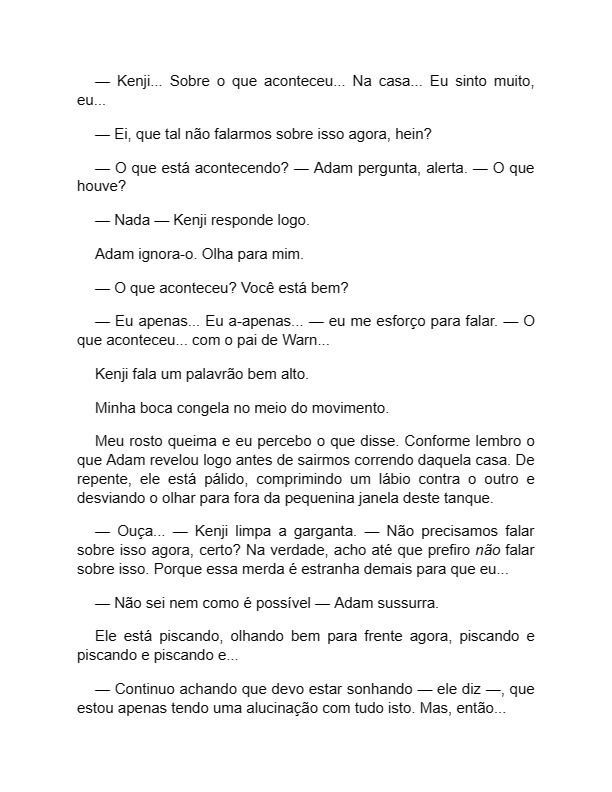 — Kenji... Sobre o que aconteceu... Na casa... Eu sinto muito,
eu...
— Ei, que tal não falarmos sobre isso agora, hein?
— O que está acontecendo? — Adam pergunta, alerta. — O que
houve?
— Nada — Kenji responde logo.
Adam ignora-o. Olha para mim.
— O que aconteceu? Você está bem?
— Eu apenas... Eu a-apenas... — eu me esforço para falar. — O
que aconteceu... com o pai de Warn...
Kenji fala um palavrão bem alto.
Minha boca congela no meio do movimento.
Meu rosto queima e eu percebo o que disse. Conforme lembro o
que Adam revelou logo antes de sairmos correndo daquela casa. De
repente, ele está pálido, comprimindo um lábio contra o outro e
desviando o olhar para fora da pequenina janela deste tanque.
— Ouça... — Kenji limpa a garganta. — Não precisamos falar
sobre isso agora, certo? Na verdade, acho até que prefiro não falar
sobre isso. Porque essa merda é estranha demais para que eu...
— Não sei nem como é possível — Adam sussurra.
Ele está piscando, olhando bem para frente agora, piscando e
piscando e piscando e...
— Continuo achando que devo estar sonhando — ele diz —, que
estou apenas tendo uma alucinação com tudo isto. Mas, então...